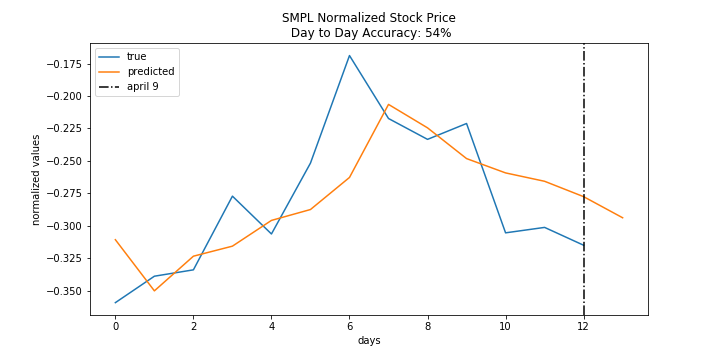 SMPL Normalized Stock Price
Day to Day Accuracy: 54%
true
predicted
april 9
normalized values
−0.175
−0.200
−0.225
−0.250
−0.275
−0.300
−0.325
−0.350
0 2 4 6 8 10 12
days